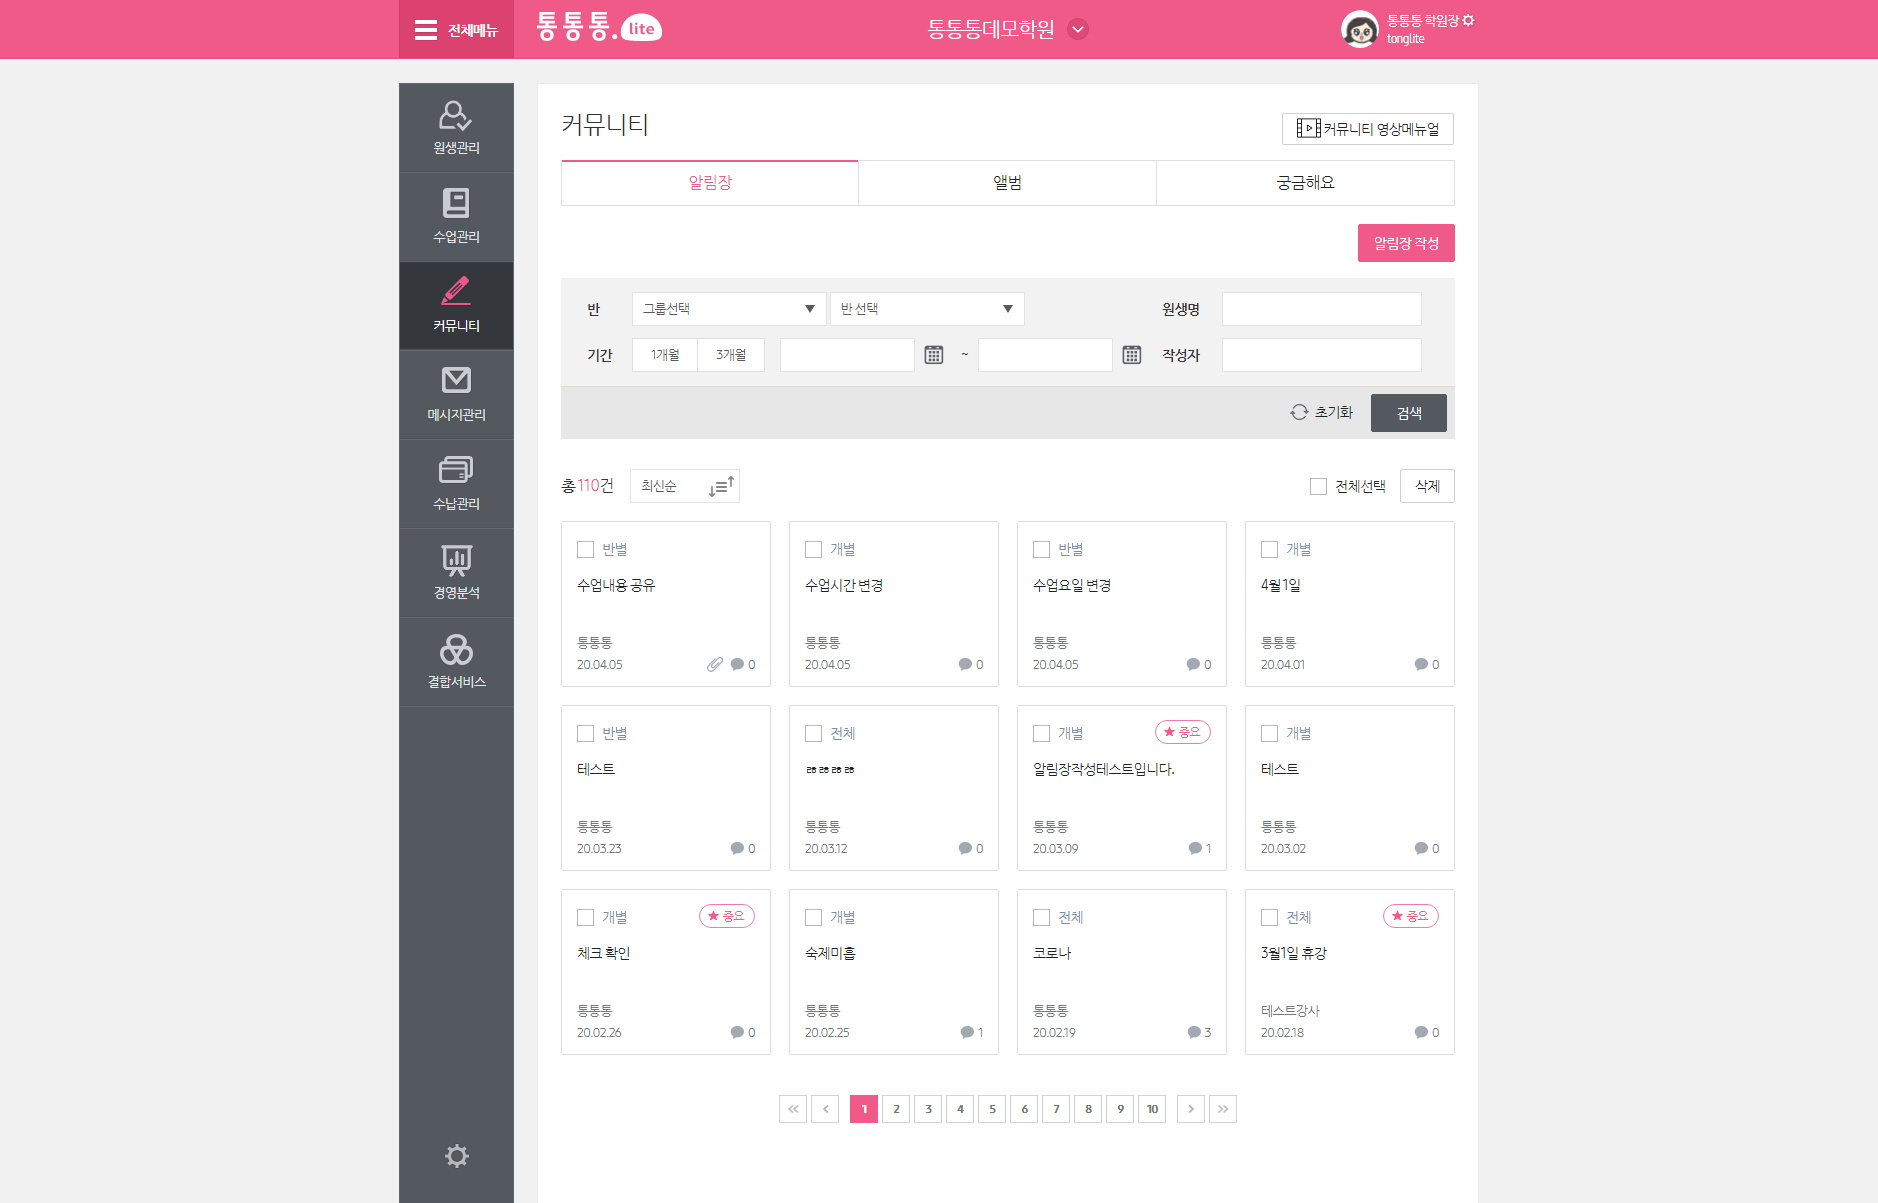 전체메뉴
통통통.lite
통통통데모학원
통통통 학원장
tonglite
원생관리
수업관리
커뮤니티
메시지관리
수납관리
경영분석
결합서비스
커뮤니티
커뮤니티 영상메뉴얼
알림장 앨범 궁금해요
알림장 작성
반 그룹선택 반 선택 원생명
기간 1개월 3개월 ~ 작성자
초기화 검색
총 110건 최신순 전체선택 삭제
반별
수업내용 공유
통통통
20.04.05 0
개별
수업시간 변경
통통통
20.04.05 0
반별
수업요일 변경
통통통
20.04.05 0
개별
4월 1일
통통통
20.04.01 0
반별
테스트
통통통
20.03.23 0
전체
통통통
20.03.12 0
개별 중요
알림장작성테스트입니다.
통통통
20.03.09 1
개별
테스트
통통통
20.03.02 0
개별 중요
체크 확인
통통통
20.02.26 0
개별
숙제미흡
통통통
20.02.25 1
전체
코로나
통통통
20.02.19 3
전체 중요
3월1일 휴강
테스트강사
20.02.18 0
« ‹ 1 2 3 4 5 6 7 8 9 10 › »